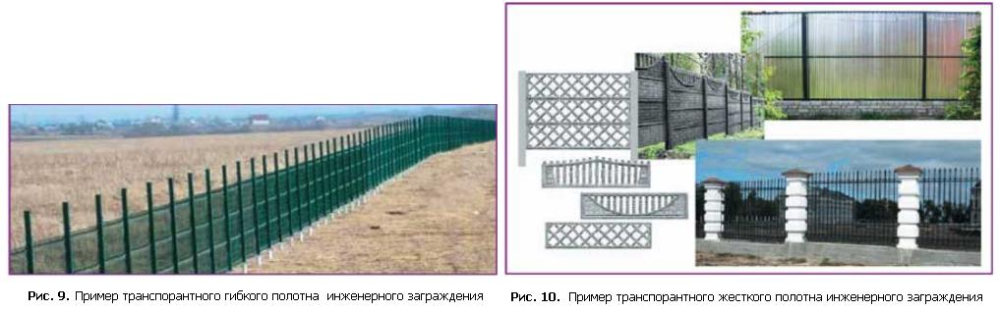 Рис. 9. Пример транспорантного гибкого полотна инженерного заграждения
Рис. 10. Пример транспорантного жесткого полотна инженерного заграждения